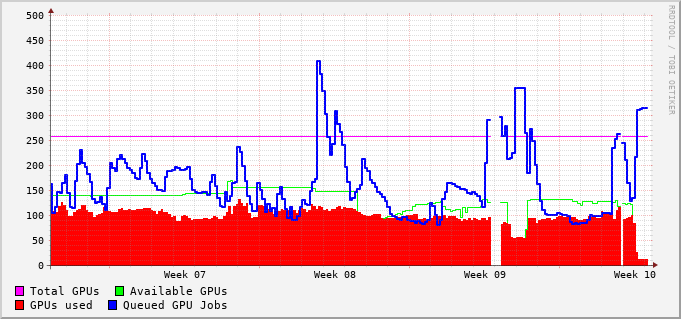 500
450
400
350
300
250
200
150
100
50
0
Week 07 Week 08 Week 09 Week 10
Total GPUs Available GPUs
GPUs used Queued GPU Jobs
RRDTOOL / TOBI OETIKER